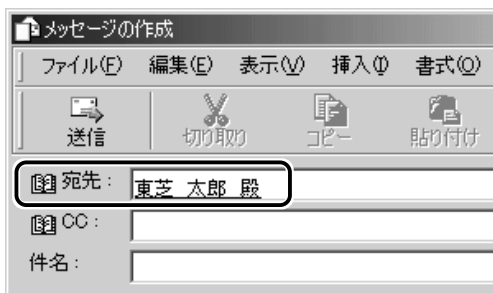 メッセージの作成
ファイル(F) 編集(E) 表示(V) 挿入(I) 書式(O)
送信 切り取り コピー 貼り付け
宛先： 東芝 太郎 殿
CC：
件名：